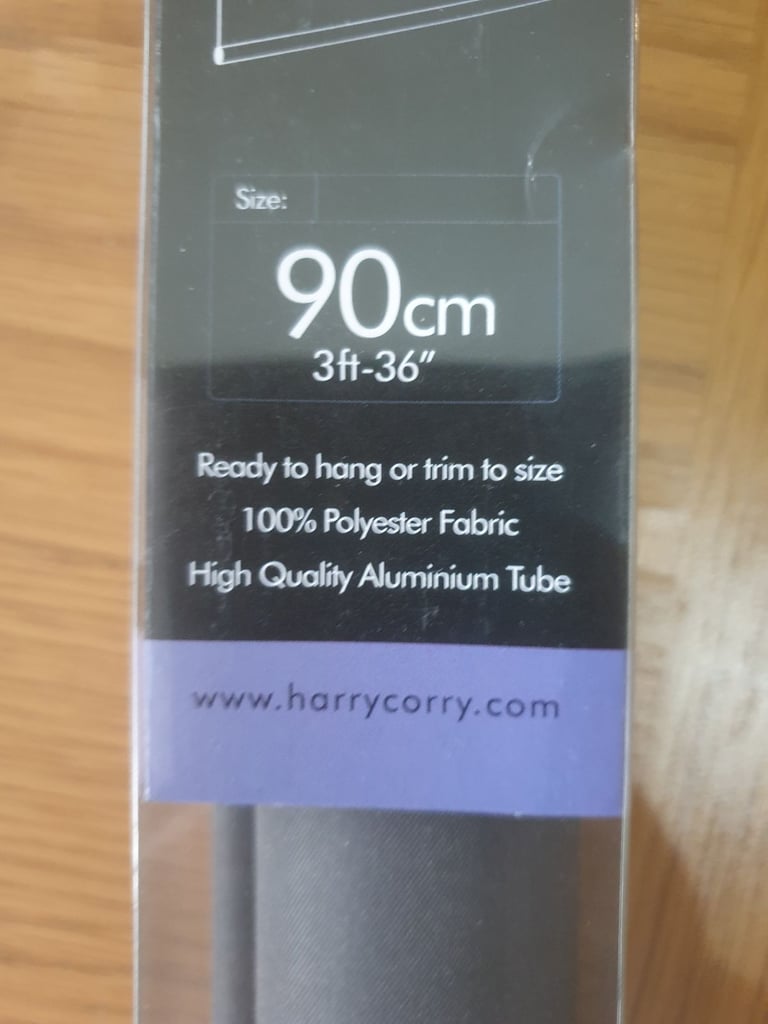 Size:
90cm
3ft-36"
Ready to hang or trim to size
100% Polyester Fabric
High Quality Aluminium Tube
www.harrycorry.com